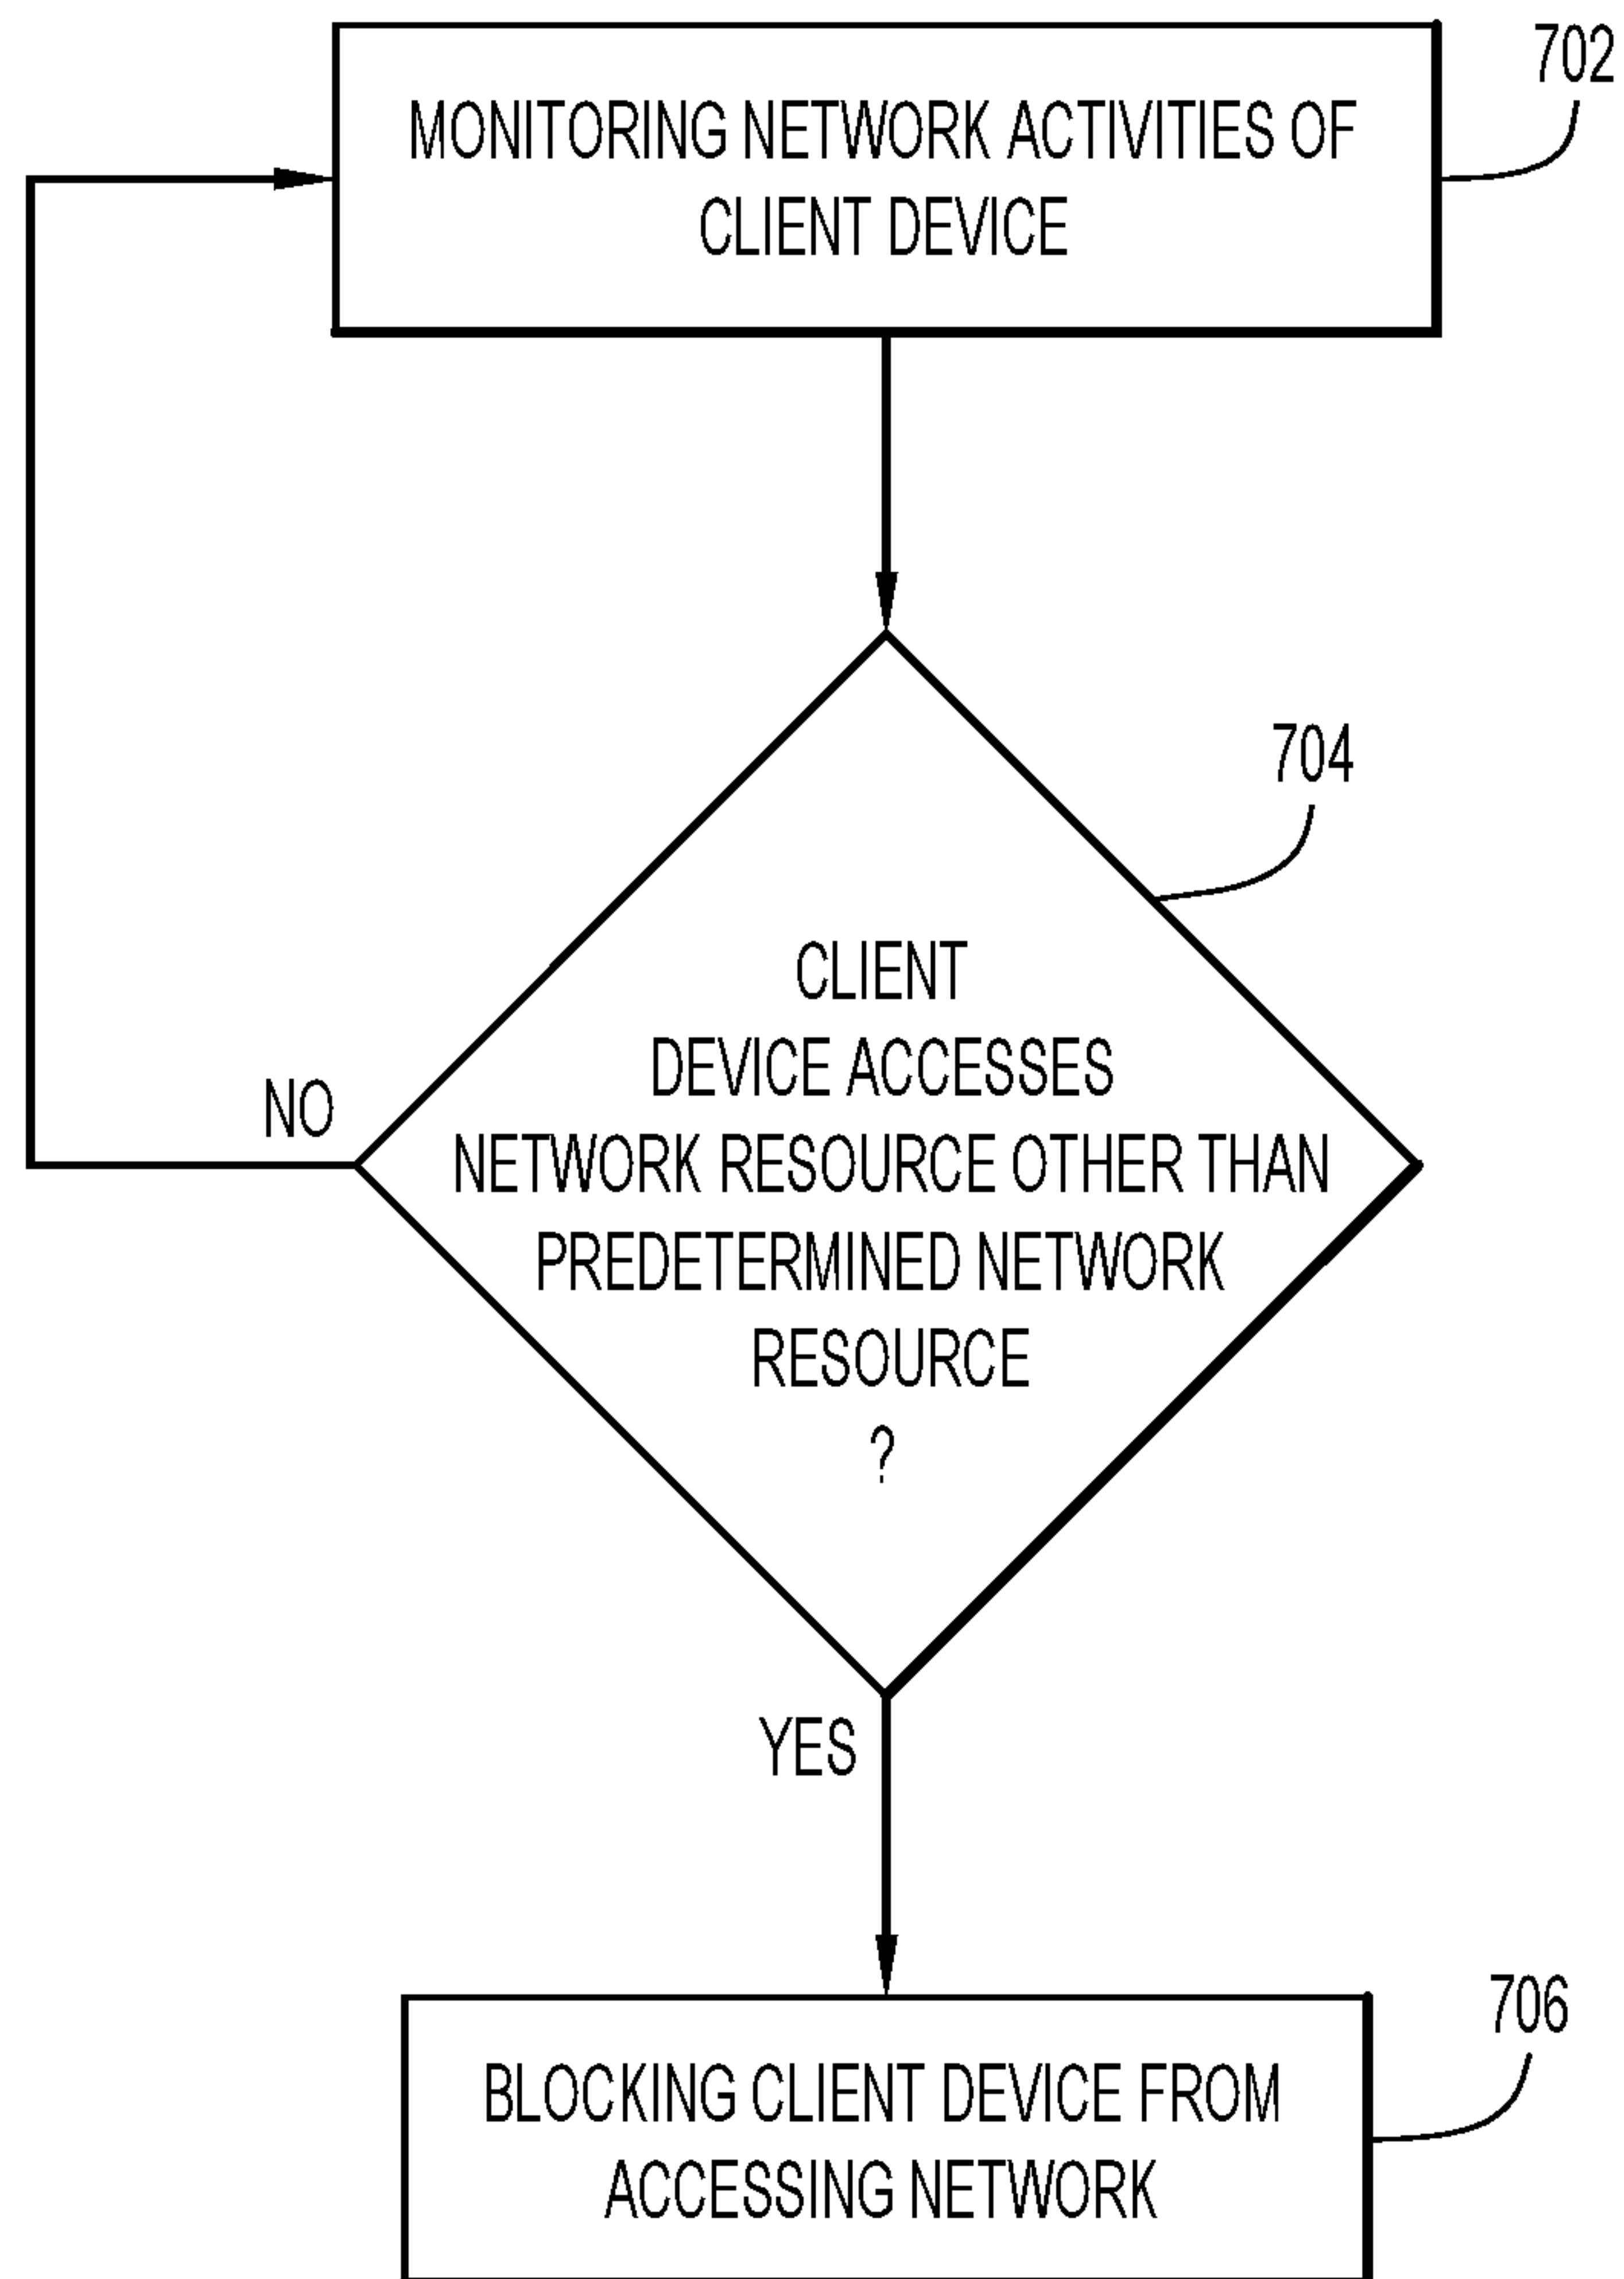 702
MONITORING NETWORK ACTIVITIES OF
CLIENT DEVICE
704
CLIENT
DEVICE ACCESSES
NETWORK RESOURCE OTHER THAN
PREDETERMINED NETWORK
RESOURCE
?
NO
YES
706
BLOCKING CLIENT DEVICE FROM
ACCESSING NETWORK